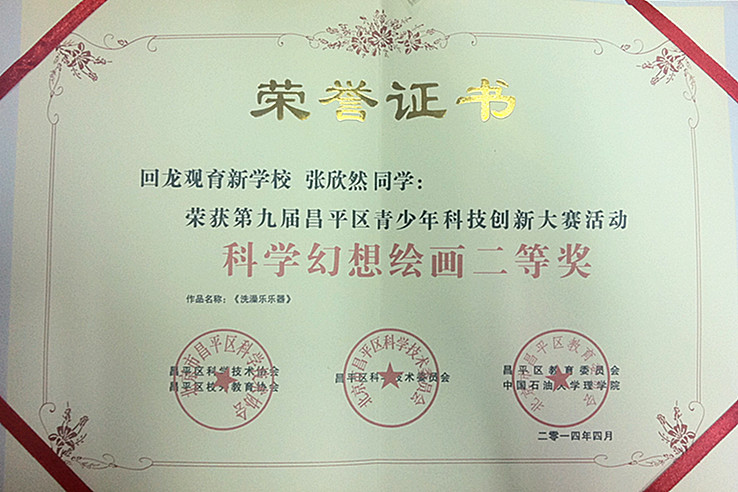 荣誉证书
回龙观育新学校 张欣然同学：
荣获第九届昌平区青少年科技创新大赛活动
科学幻想绘画二等奖
作品名称：《洗澡乐乐器》
昌平区科学技术协会
昌平区校外教育协会
昌平区科学技术委员会
昌平区教育委员会
中国石油大学理学院
二零一四年四月